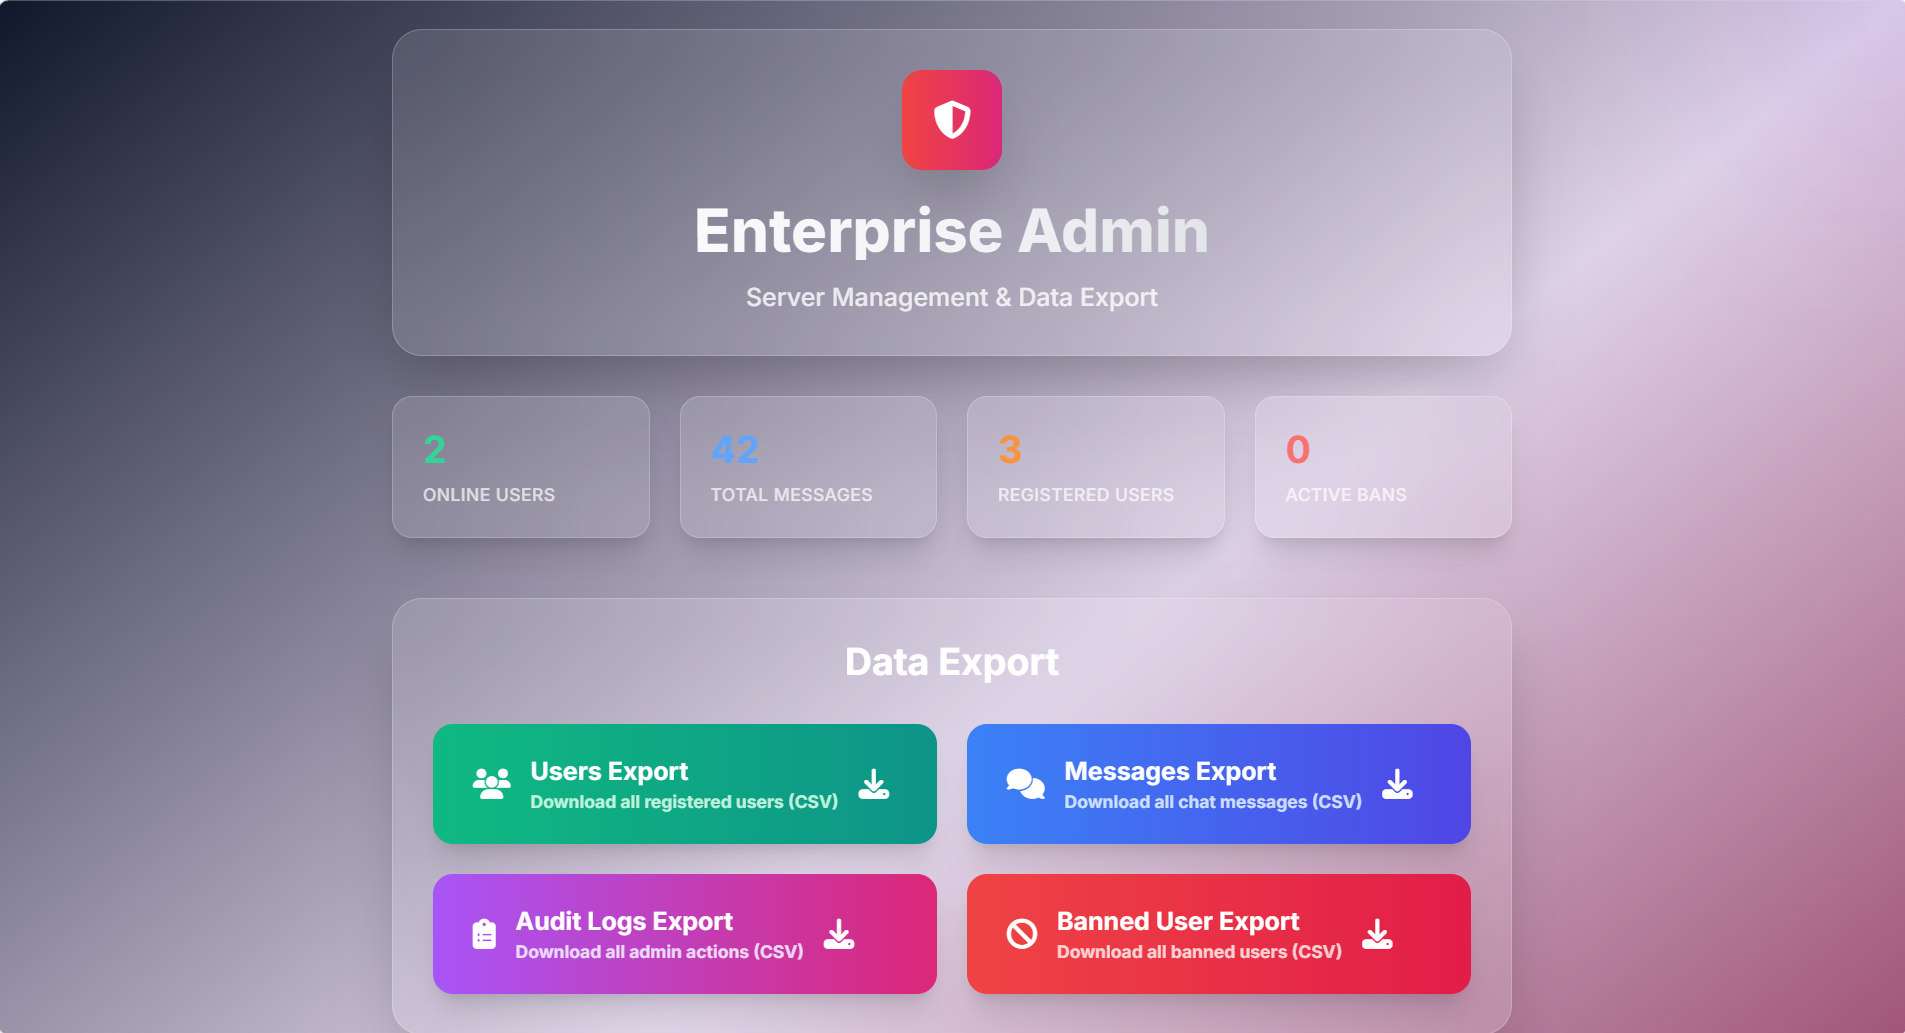 Enterprise Admin
Server Management & Data Export
2
ONLINE USERS
42
TOTAL MESSAGES
3
REGISTERED USERS
0
ACTIVE BANS
Data Export
Users Export
Download all registered users (CSV)
Messages Export
Download all chat messages (CSV)
Audit Logs Export
Download all admin actions (CSV)
Banned User Export
Download all banned users (CSV)